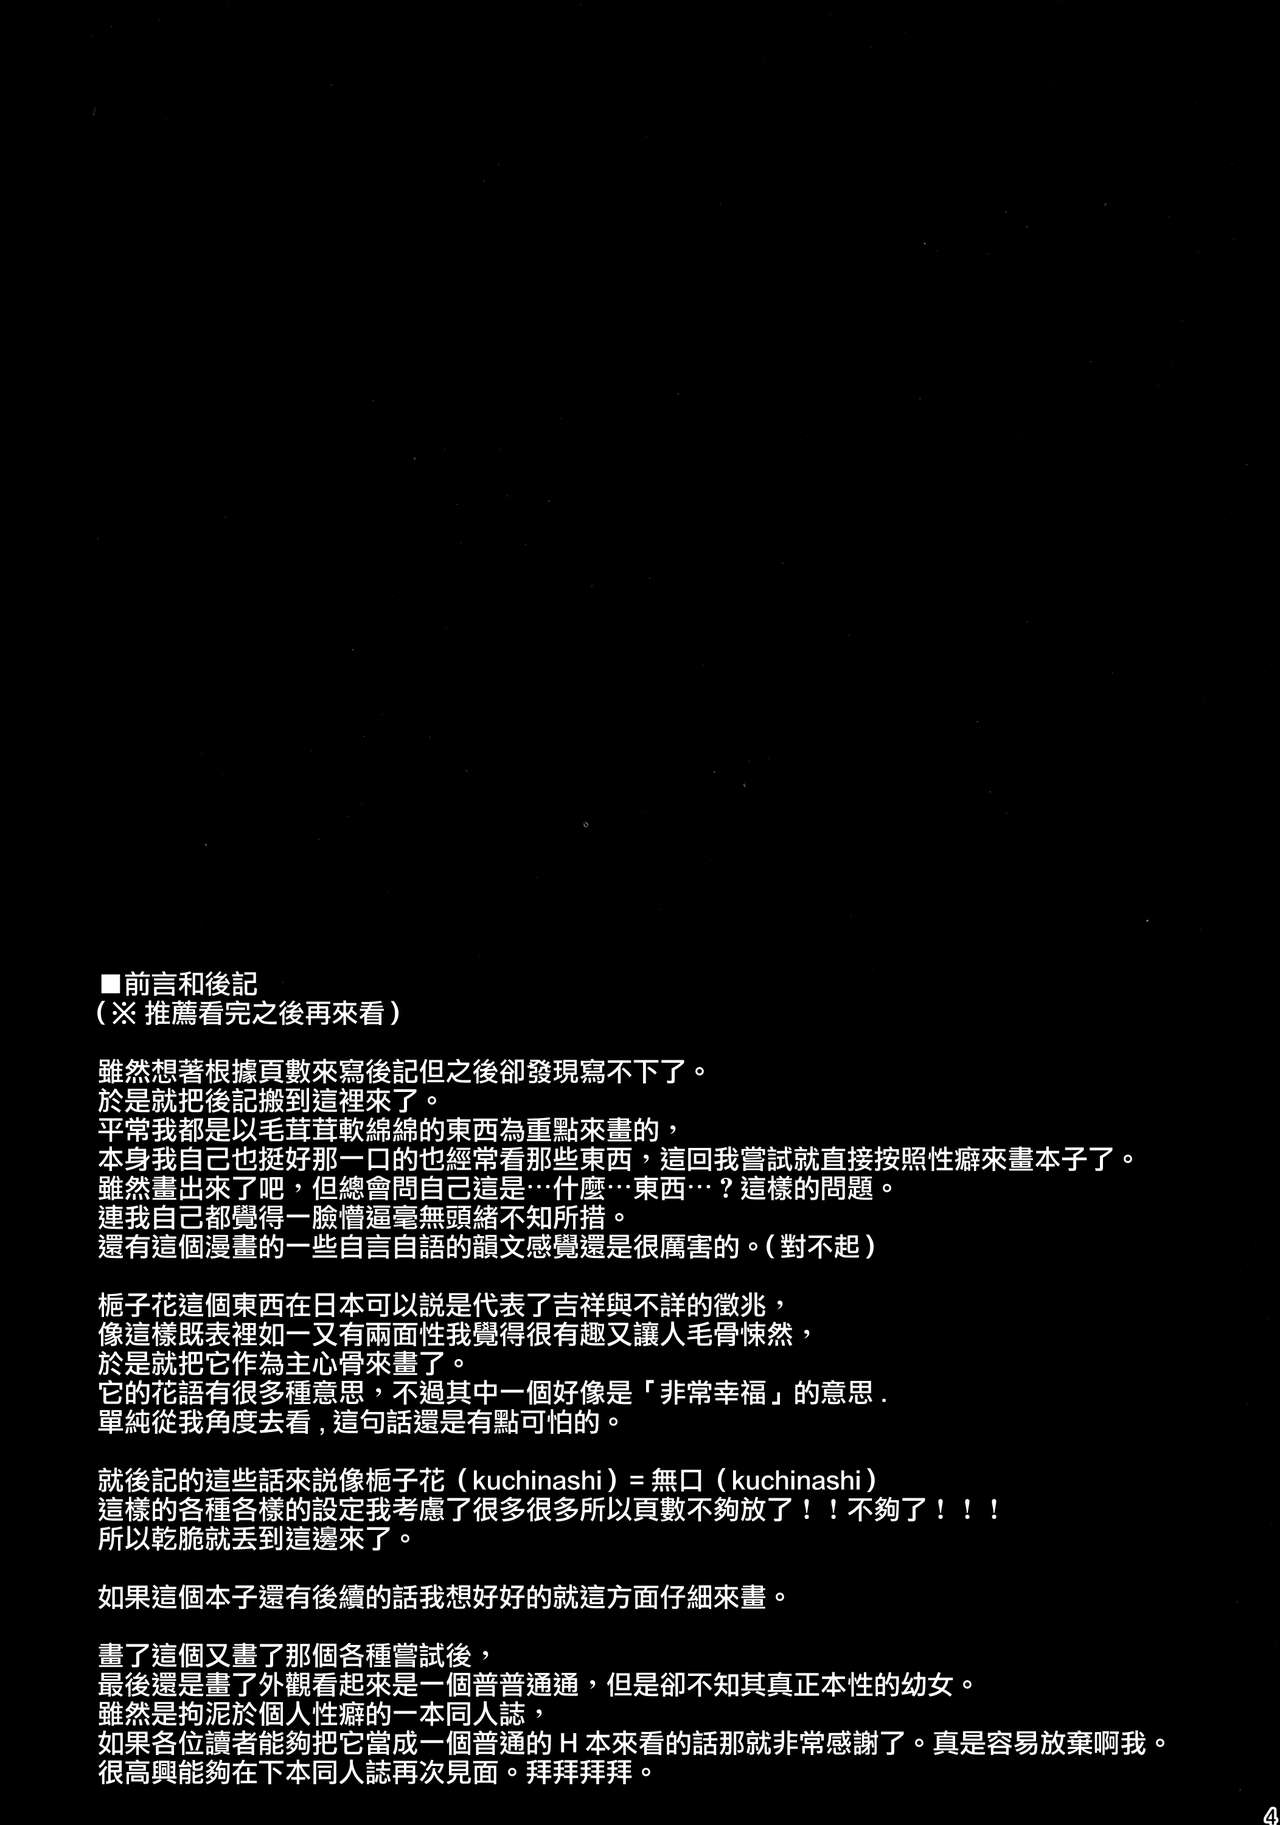 ■前言和後記
（※ 推薦看完之後再來看）
雖然想著根據頁數來寫後記但之後卻發現寫不下了。
於是就把後記搬到這裡來了。
平常我都是以毛茸茸軟綿綿的東西為重點來畫的，
本身我自己也挺好那一口的也經常看那些東西，這回我嘗試就直接按照性癖來畫本子了。
雖然畫出來了吧，但總會問自己這是…什麼…東西…？這樣的問題。
連我自己都覺得一臉懵逼毫無頭緒不知所措。
還有這個漫畫的一些自言自語的韻文感覺還是很厲害的。（對不起）
梔子花這個東西在日本可以說是代表了吉祥與不詳的徵兆，
像這樣既表裡如一又有兩面性我覺得很有趣又讓人毛骨悚然，
於是就把它作為主心骨來畫了。
它的花語有很多種意思，不過其中一個好像是「非常幸福」的意思.
單純從我角度去看，這句話還是有點可怕的。
就後記的這些話來說像梔子花（kuchinashi）=無口（kuchinashi）
這樣的各種各樣的設定我考慮了很多很多所以頁數不夠放了！！不夠了！！！
所以乾脆就丟到這邊來了。
如果這個本子還有後續的話我想好好的就這方面仔細來畫。
畫了這個又畫了那個各種嘗試後，
最後還是畫了外觀看起來是一個普普通通，但是卻不知其真正本性的幼女。
雖然是拘泥於個人性癖的一本同人誌，
如果各位讀者能夠把它當成一個普通的 H 本來看的話那就非常感謝了。真是容易放棄啊我。
很高興能夠在下本同人誌再次見面。拜拜拜拜。
4